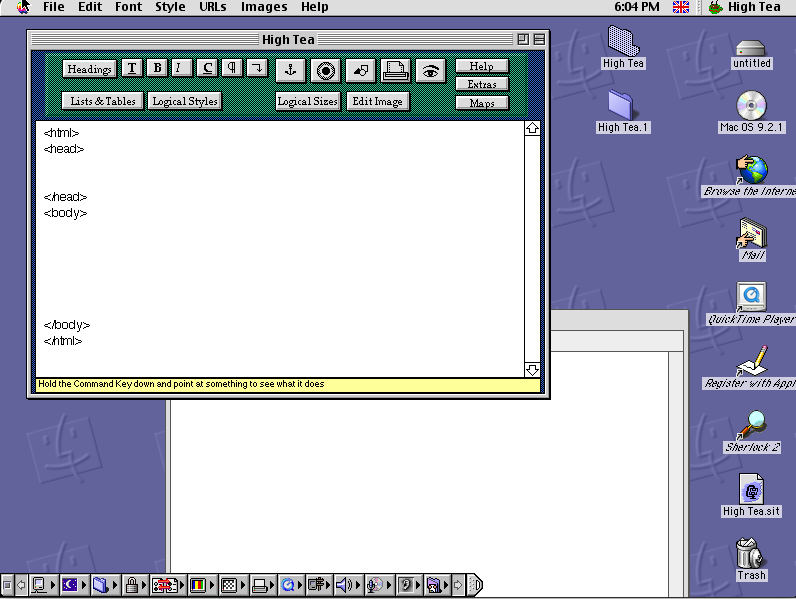 File Edit Font Style URLs Images Help 6:04 PM High Tea
High Tea
Headings T B I C ¶ Help
Extras
Lists & Tables Logical Styles Logical Sizes Edit Image Maps
<html>
<head>
</head>
<body>
</body>
</html>
Hold the Command Key down and point at something to see what it does
High Tea
untitled
High Tea.1
Mac OS 9.2.1
Browse the Interne
Mail
QuickTime Player
Register with Appl
Sherlock 2
High Tea.sit
Trash